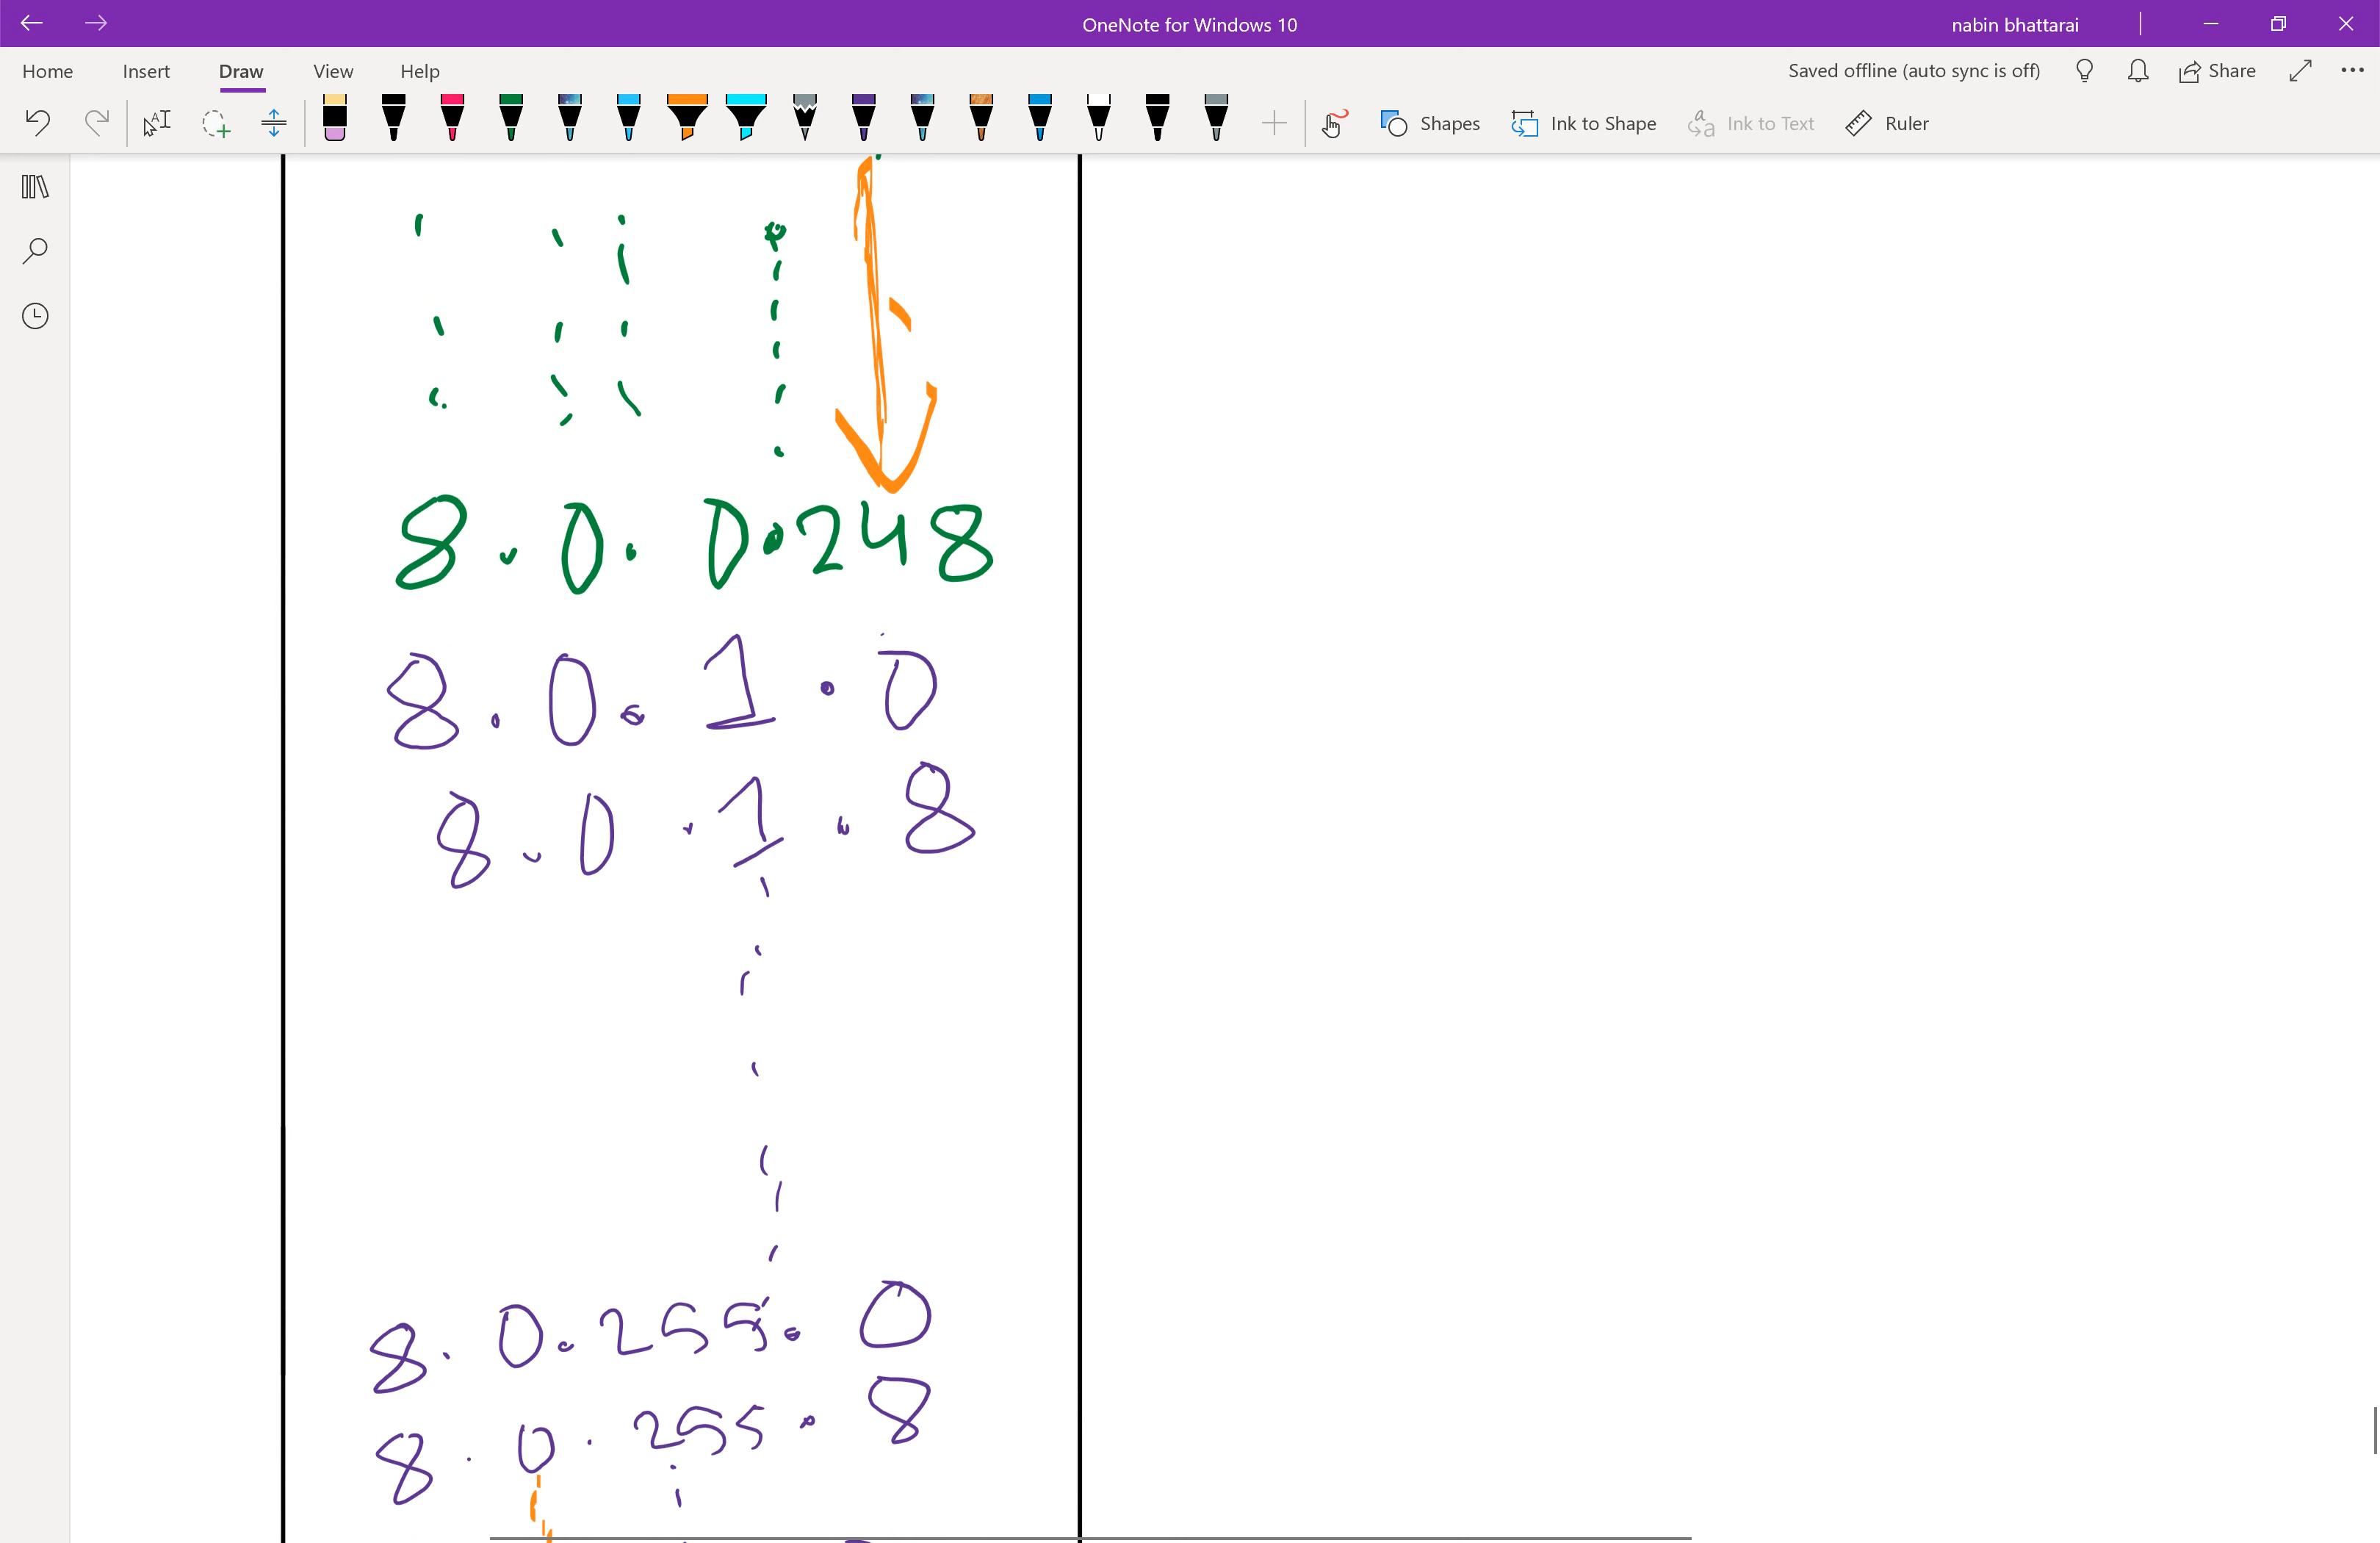 OneNote for Windows 10
nabin bhattarai
Home Insert Draw View Help
Saved offline (auto sync is off)
Share
Shapes
Ink to Shape
Ink to Text
Ruler
8.0.0.248
8.0.1.0
8.0.1.8
8.0.255.0
8.0.255.8